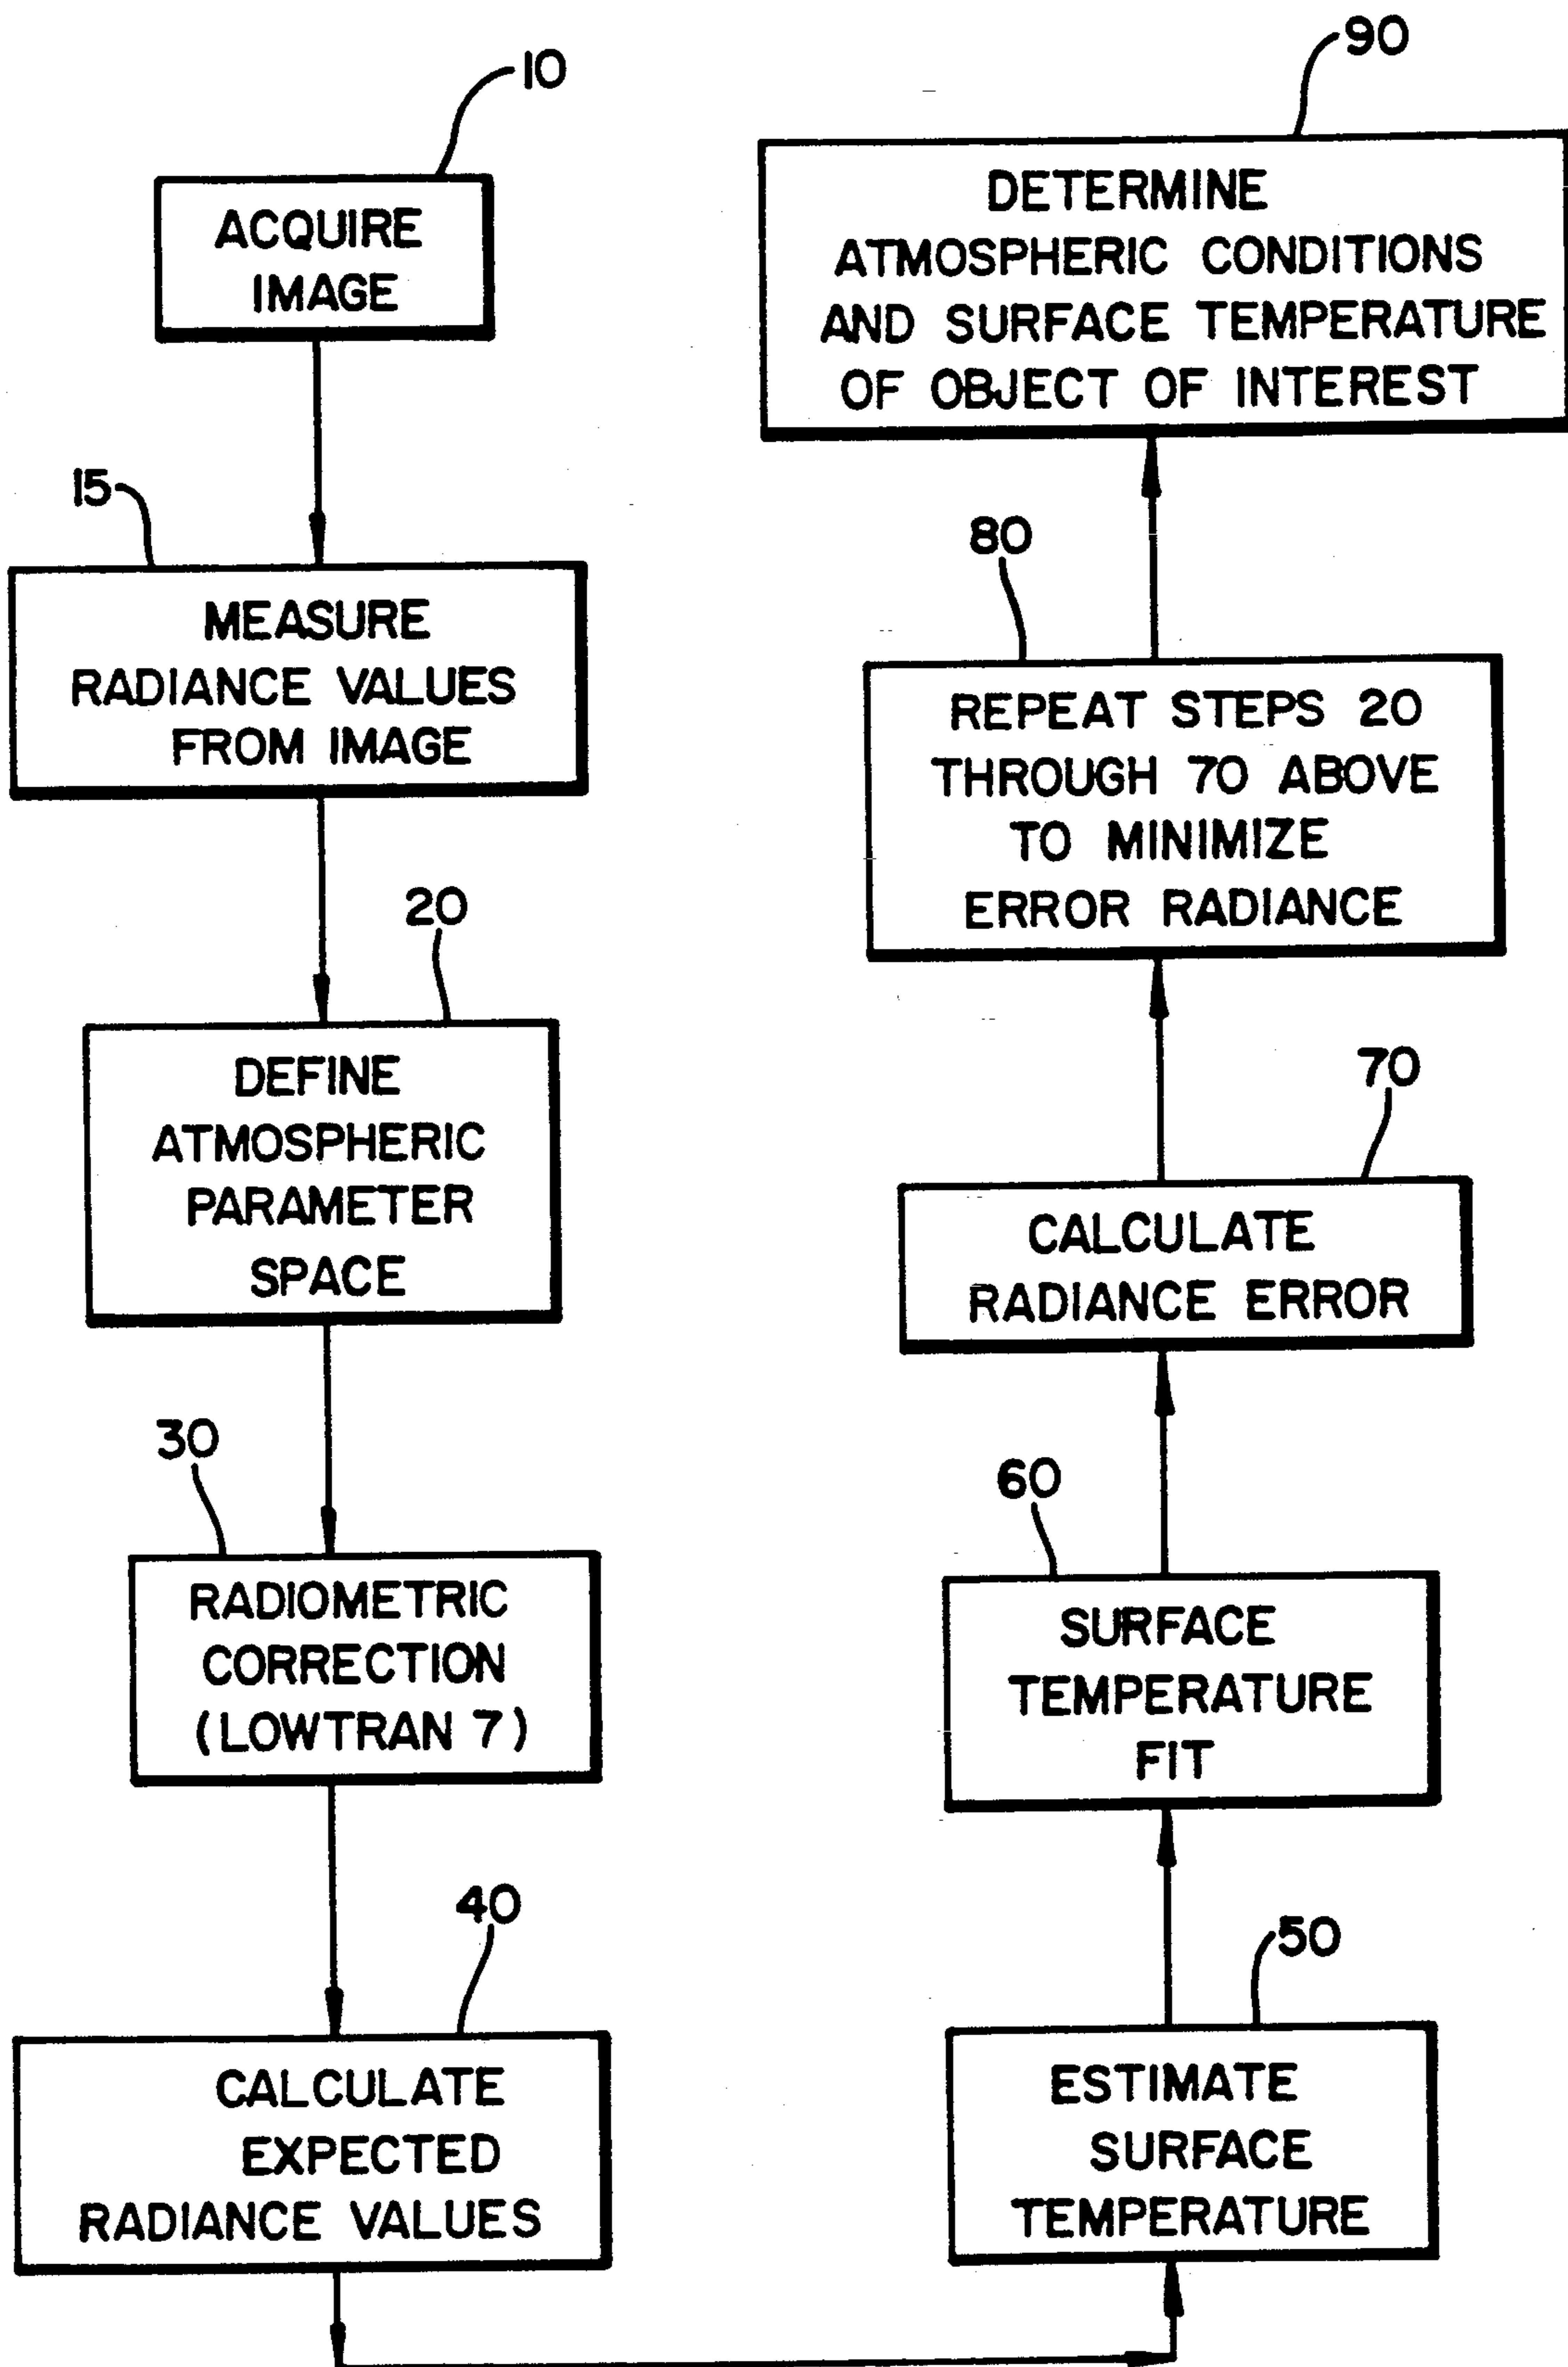 10
ACQUIRE
IMAGE
15
MEASURE
RADIANCE VALUES
FROM IMAGE
20
DEFINE
ATMOSPHERIC
PARAMETER
SPACE
30
RADIOMETRIC
CORRECTION
(LOWTRAN 7)
40
CALCULATE
EXPECTED
RADIANCE VALUES
50
ESTIMATE
SURFACE
TEMPERATURE
60
SURFACE
TEMPERATURE
FIT
70
CALCULATE
RADIANCE ERROR
80
REPEAT STEPS 20
THROUGH 70 ABOVE
TO MINIMIZE
ERROR RADIANCE
90
DETERMINE
ATMOSPHERIC CONDITIONS
AND SURFACE TEMPERATURE
OF OBJECT OF INTEREST